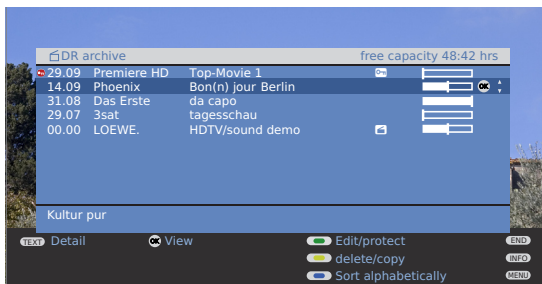 DR archive free capacity 48:42 hrs
29.09 Premiere HD Top-Movie 1
14.09 Phoenix Bon(n) jour Berlin OK
31.08 Das Erste da capo
29.07 3sat tagesschau
00.00 LOEWE. HDTV/sound demo
Kultur pur
TEXT Detail OK View Edit/protect END
delete/copy INFO
Sort alphabetically MENU